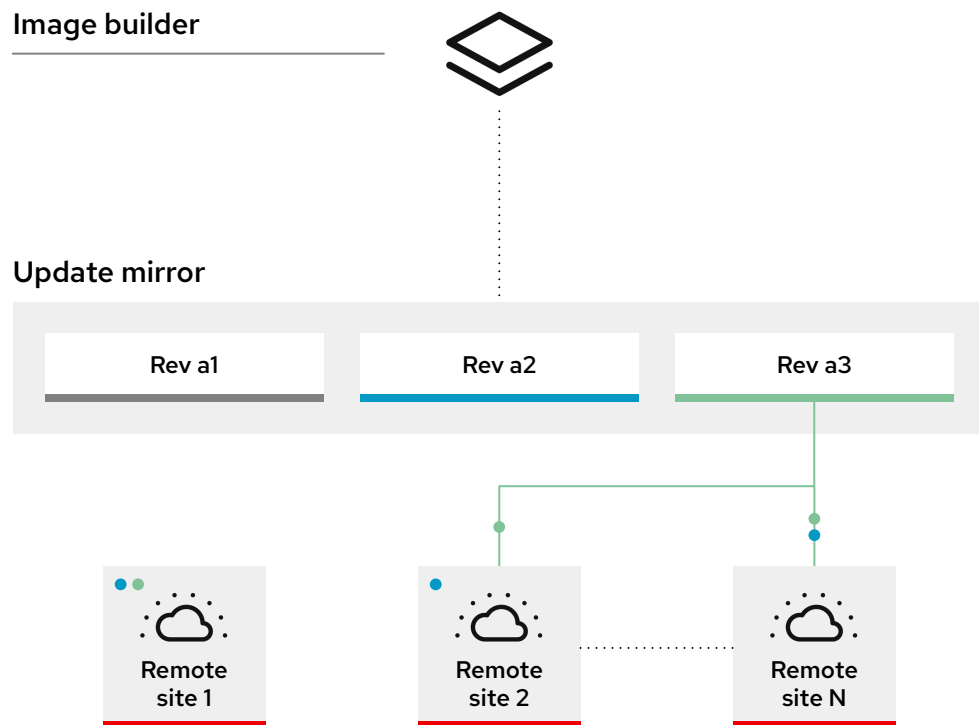 Image builder
Update mirror
Rev a1
Rev a2
Rev a3
Remote
site 1
Remote
site 2
Remote
site N